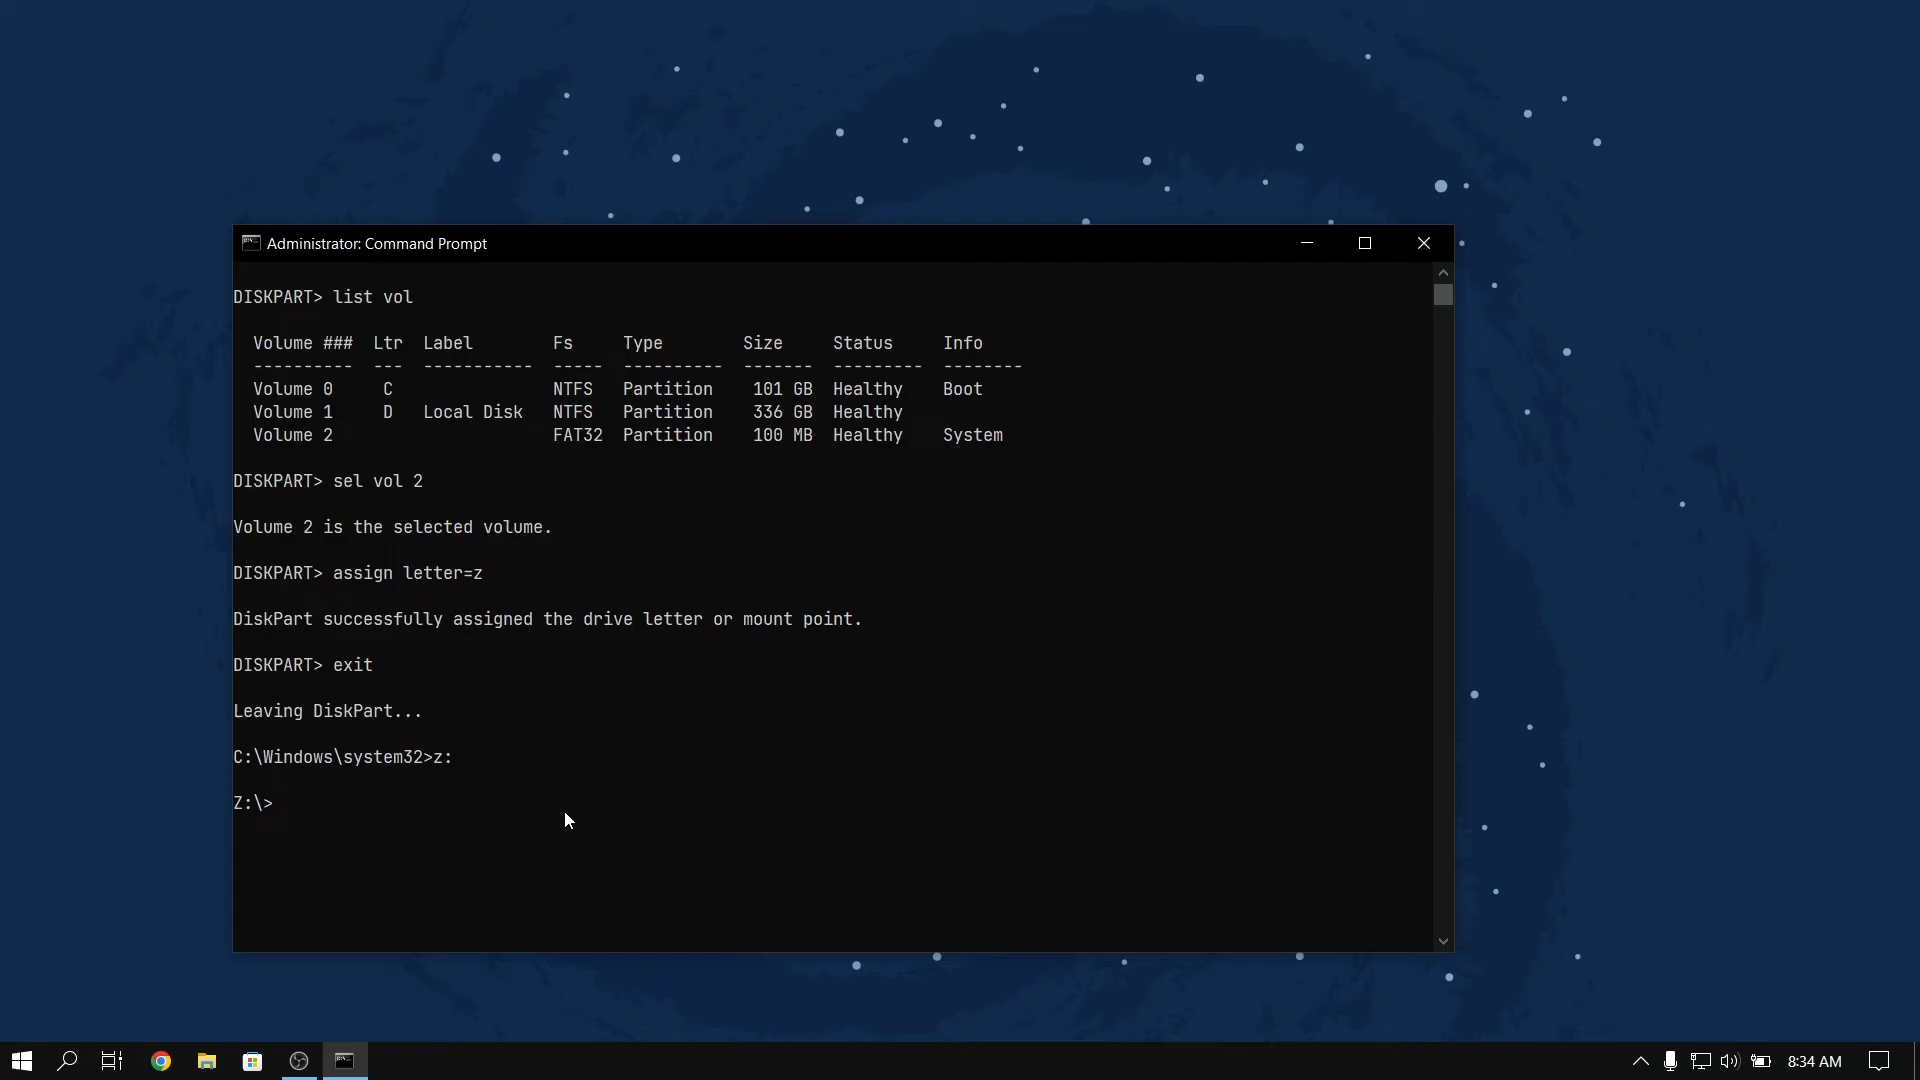 Administrator: Command Prompt
DISKPART> list vol
Volume ###  Ltr  Label        Fs     Type        Size     Status     Info
----------  ---  -----------  -----  ----------  -------  ---------  --------
Volume 0     C                NTFS   Partition    101 GB  Healthy    Boot
Volume 1     D   Local Disk   NTFS   Partition    336 GB  Healthy
Volume 2                      FAT32  Partition    100 MB  Healthy    System
DISKPART> sel vol 2
Volume 2 is the selected volume.
DISKPART> assign letter=z
DiskPart successfully assigned the drive letter or mount point.
DISKPART> exit
Leaving DiskPart...
C:\Windows\system32>z:
Z:\>
8:34 AM